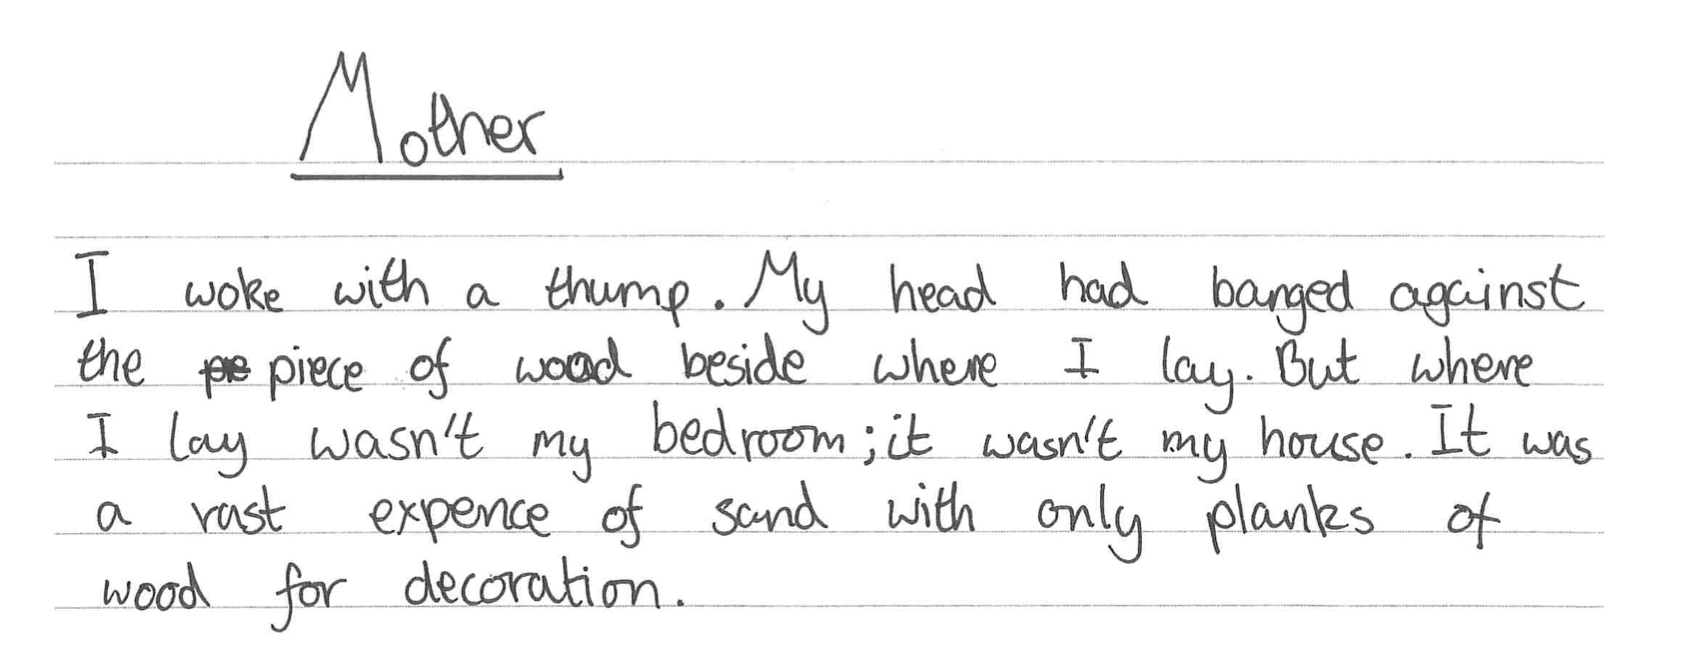 Mother
I woke with a thump. My head had banged against
the pe piece of wood beside where I lay. But where
I lay wasn't my bedroom; it wasn't my house. It was
a vast expence of sand with only planks of
wood for decoration.